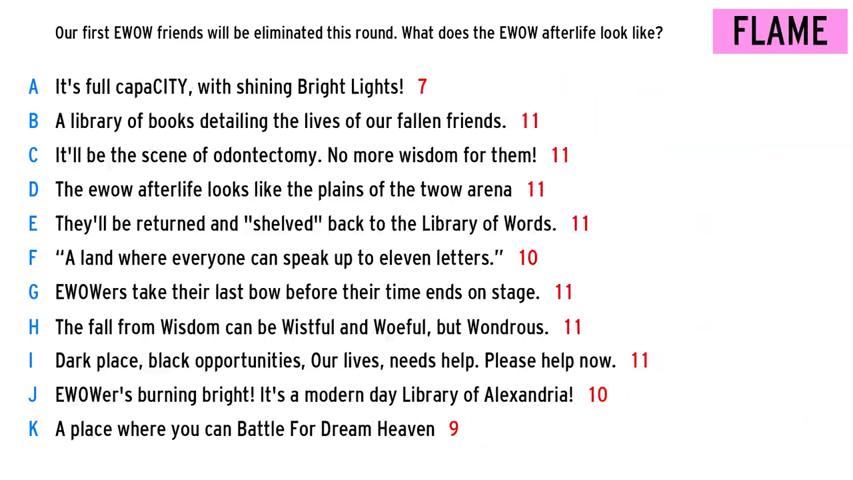 Our first EWOW friends will be eliminated this round. What does the EWOW afterlife look like?
FLAME
A It's full capaCITY, with shining Bright Lights! 7
B A library of books detailing the lives of our fallen friends. 11
C It'll be the scene of odontectomy. No more wisdom for them! 11
D The ewow afterlife looks like the plains of the twow arena 11
E They'll be returned and "shelved" back to the Library of Words. 11
F “A land where everyone can speak up to eleven letters.” 10
G EWOWers take their last bow before their time ends on stage. 11
H The fall from Wisdom can be Wistful and Woeful, but Wondrous. 11
I Dark place, black opportunities, Our lives, needs help. Please help now. 11
J EWOWer's burning bright! It's a modern day Library of Alexandria! 10
K A place where you can Battle For Dream Heaven 9